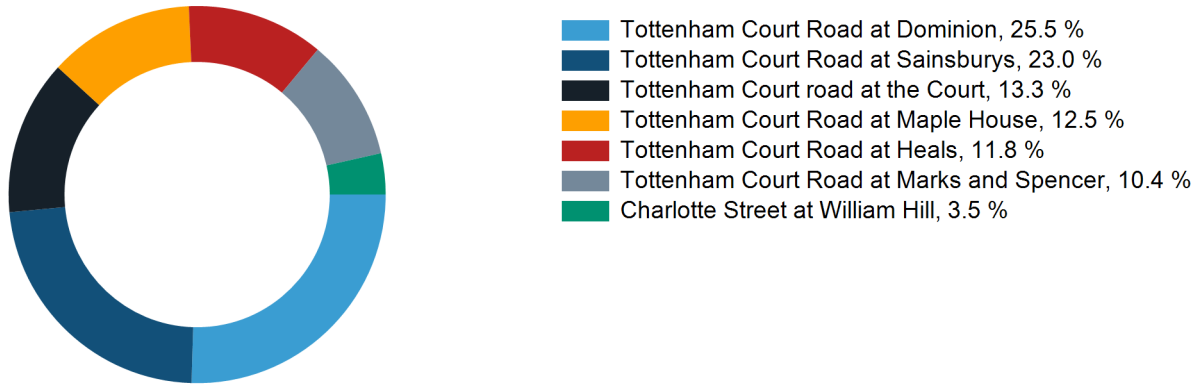 Tottenham Court Road at Dominion, 25.5 %
Tottenham Court Road at Sainsburys, 23.0 %
Tottenham Court road at the Court, 13.3 %
Tottenham Court Road at Maple House, 12.5 %
Tottenham Court Road at Heals, 11.8 %
Tottenham Court Road at Marks and Spencer, 10.4 %
Charlotte Street at William Hill, 3.5 %